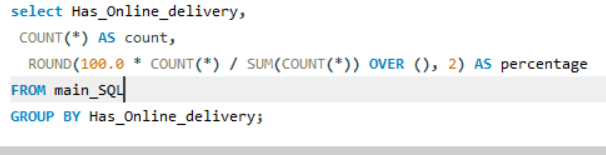 select Has_Online_delivery,
COUNT(*) AS count,
ROUND(100.0 * COUNT(*) / SUM(COUNT(*)) OVER (), 2) AS percentage
FROM main_SQL
GROUP BY Has_Online_delivery;